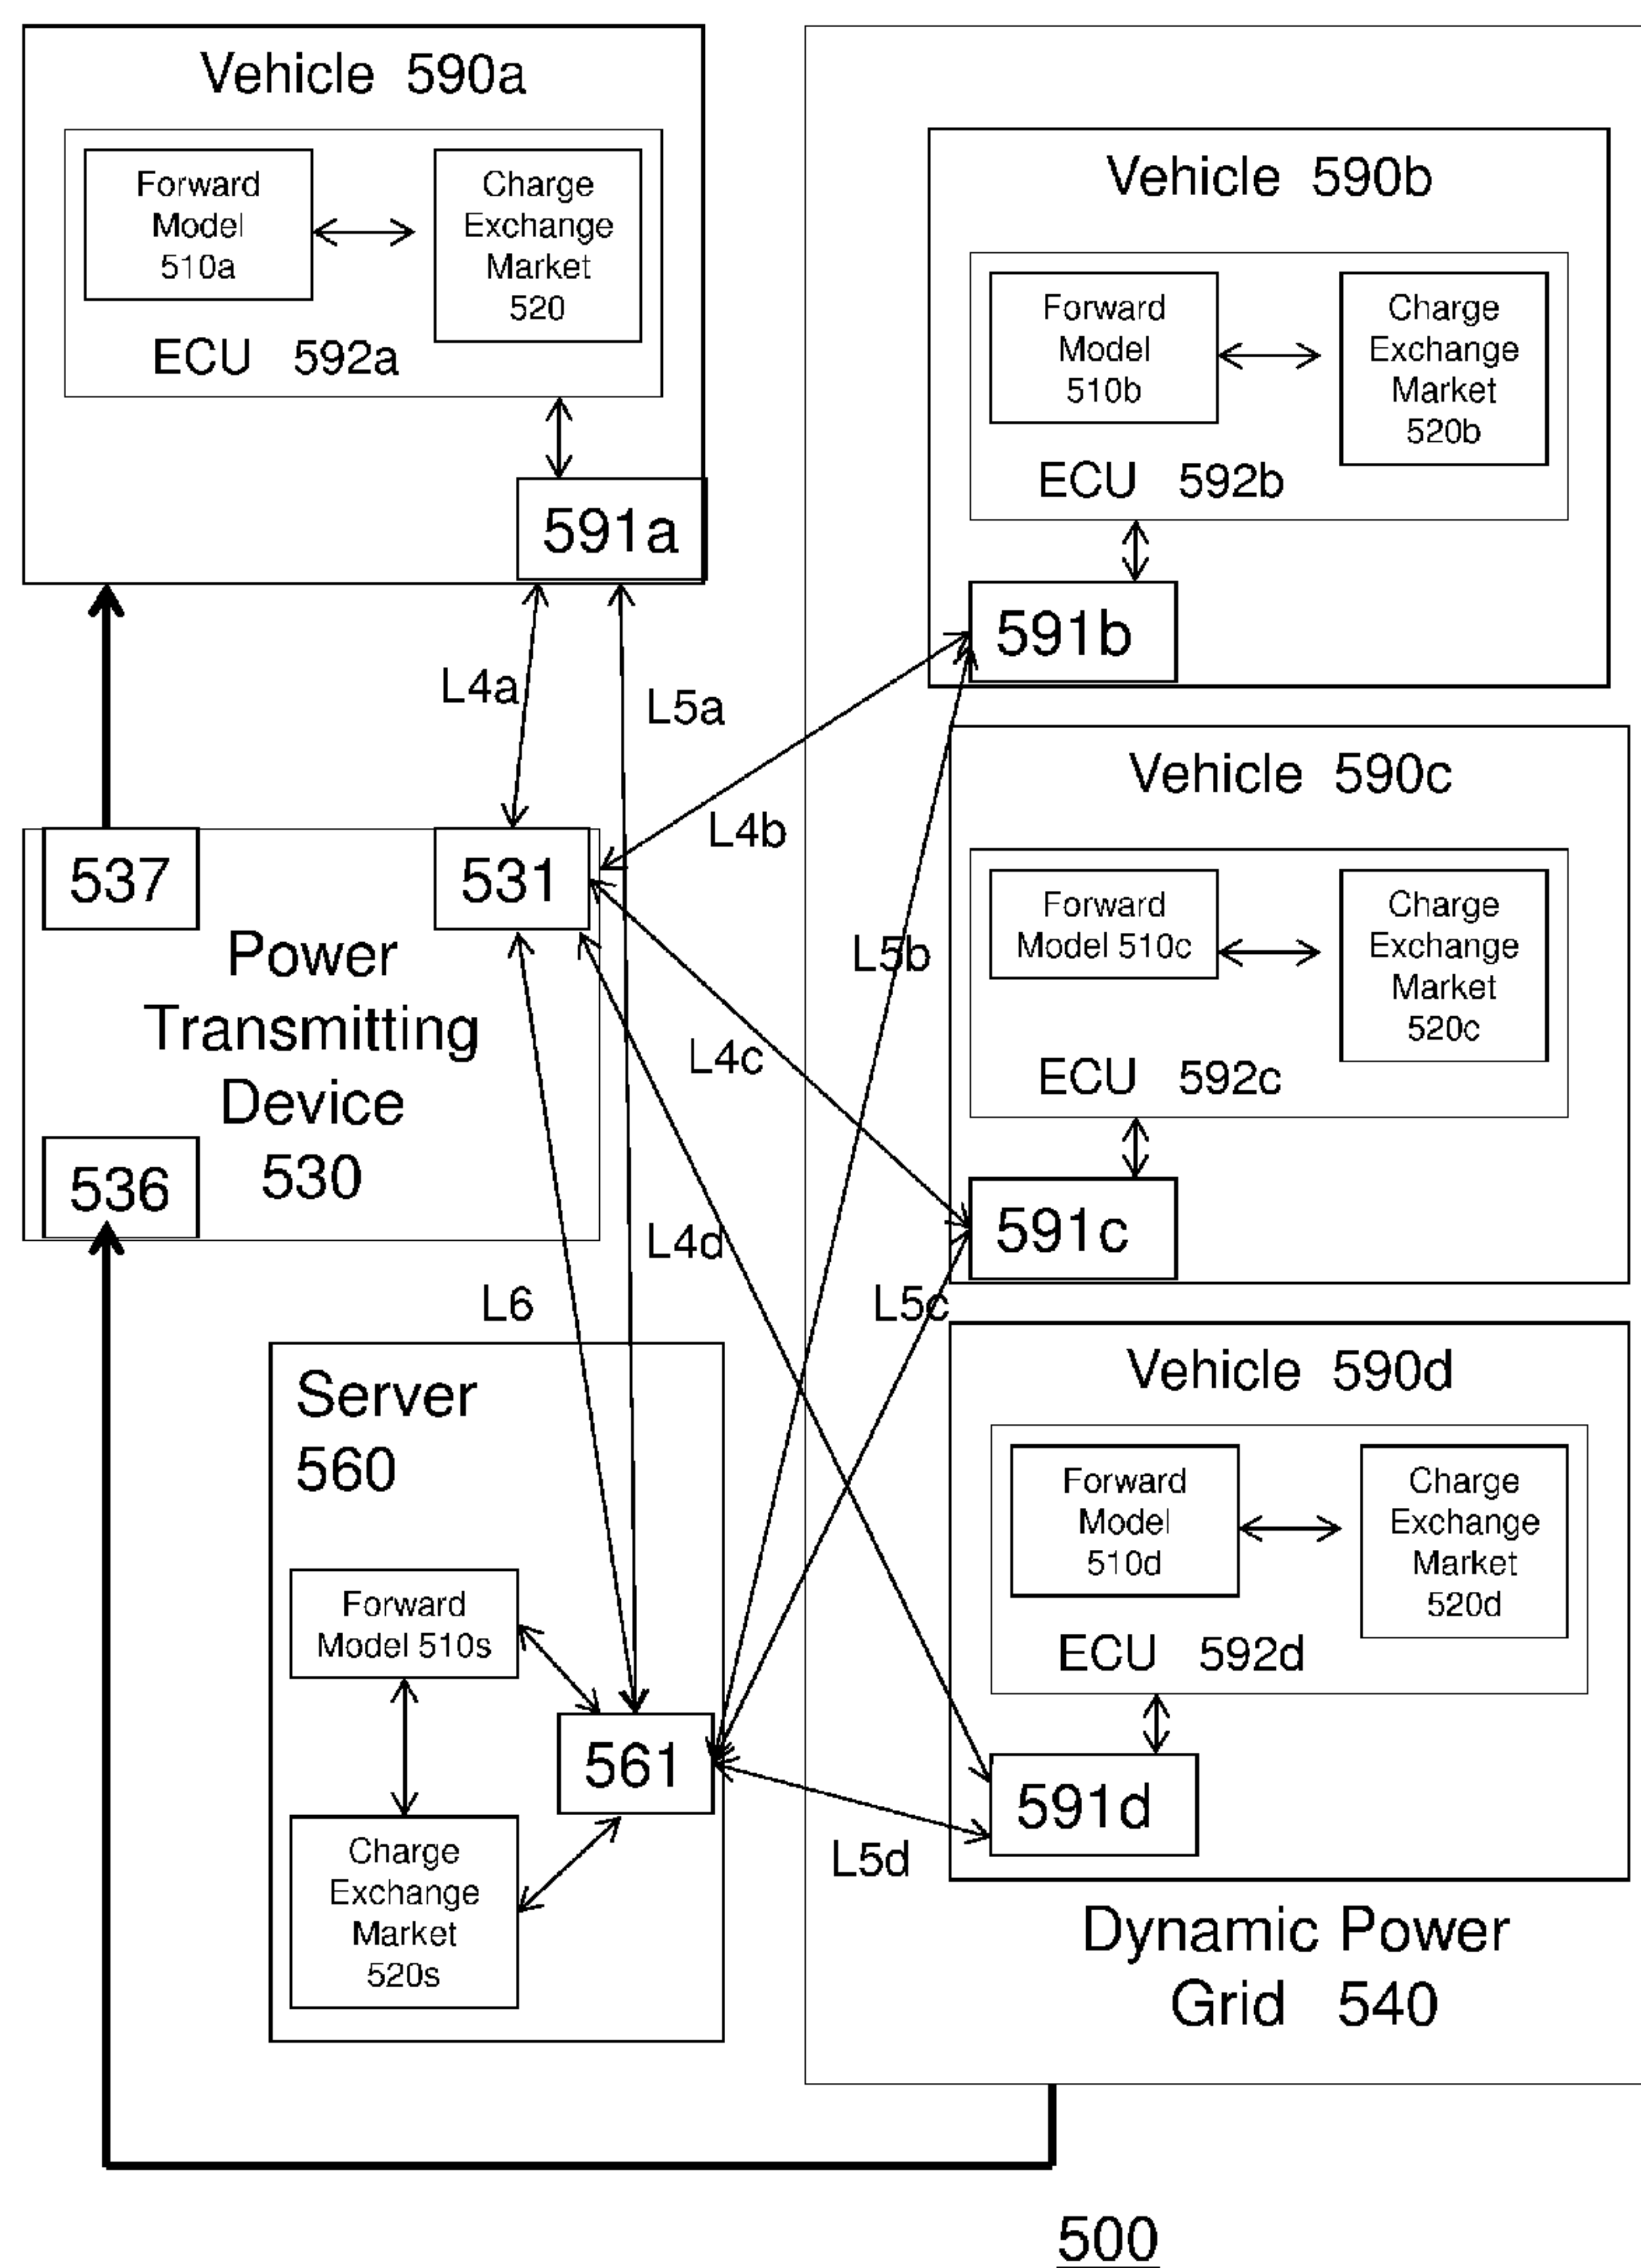 Vehicle 590a
Forward
Model
510a
Charge
Exchange
Market
520
ECU 592a
591a
L4a
L5a
537
531
Power
Transmitting
Device
530
536
L4b
L4c
L4d
L5b
L5c
L5d
L6
Server
560
Forward
Model 510s
561
Charge
Exchange
Market
520s
Vehicle 590b
Forward
Model
510b
Charge
Exchange
Market
520b
ECU 592b
591b
Vehicle 590c
Forward
Model 510c
Charge
Exchange
Market
520c
ECU 592c
591c
Vehicle 590d
Forward
Model
510d
Charge
Exchange
Market
520d
ECU 592d
591d
Dynamic Power
Grid 540
500